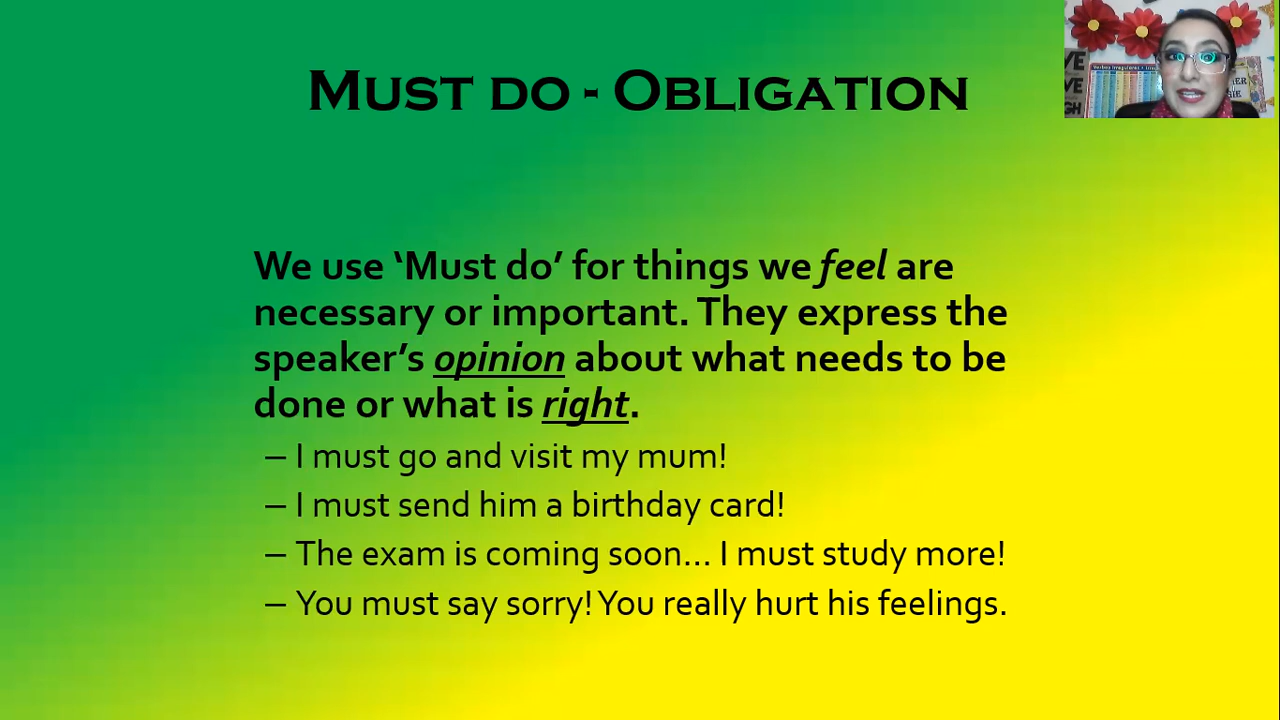 MUST DO - OBLIGATION
We use ‘Must do’ for things we feel are
necessary or important. They express the
speaker’s opinion about what needs to be
done or what is right.
– I must go and visit my mum!
– I must send him a birthday card!
– The exam is coming soon... I must study more!
– You must say sorry! You really hurt his feelings.